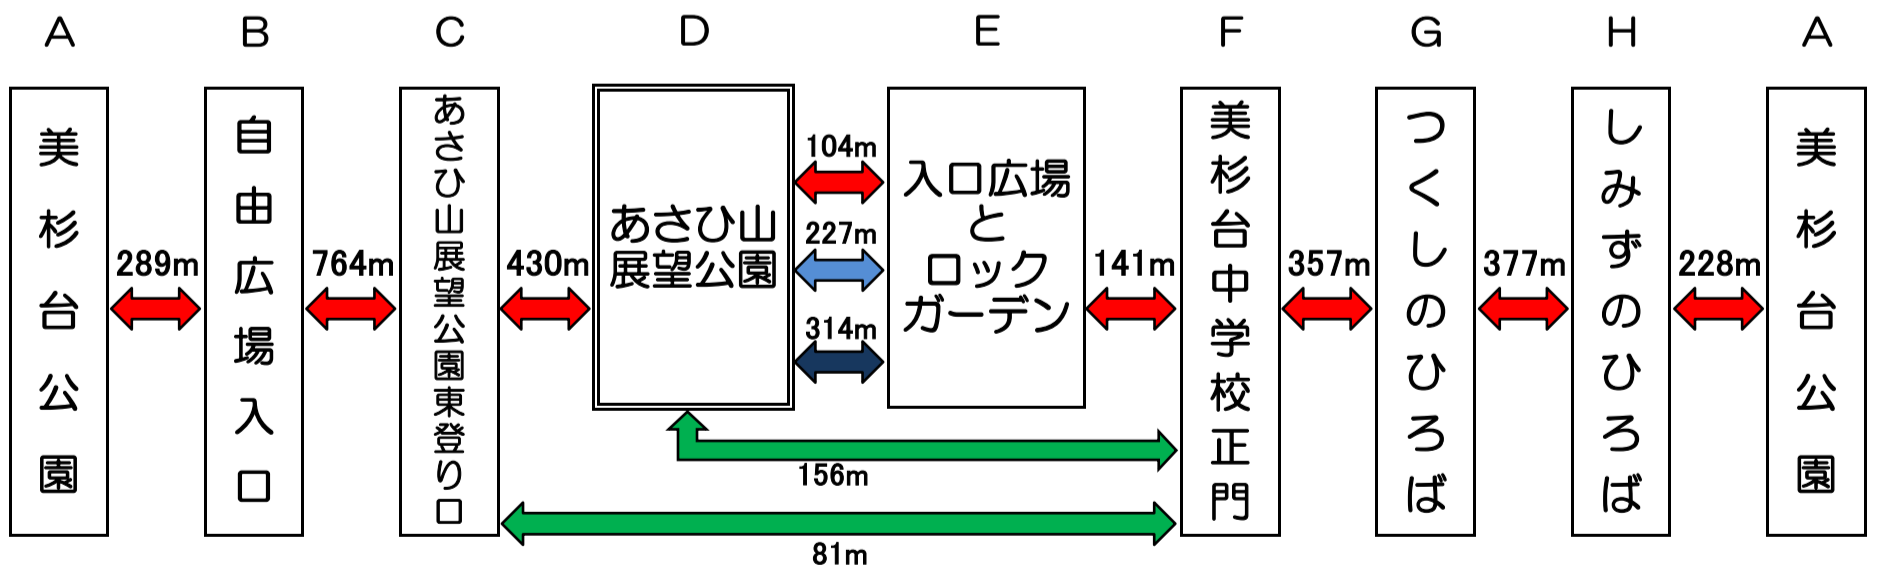 A
B
C
D
E
F
G
H
A
美杉台公園
289m
自由広場入口
764m
あさひ山展望公園東登り口
430m
あさひ山
展望公園
104m
227m
314m
入口広場
と
ロック
ガーデン
141m
美杉台中学校正門
357m
つくしのひろば
377m
しみずのひろば
228m
美杉台公園
156m
81m